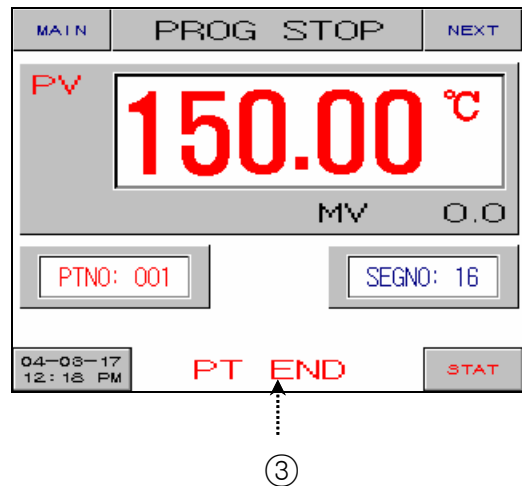 MAIN PROG STOP NEXT
PV
150.00 ℃
MV 0.0
PTNO: 001 SEGNO: 16
04-03-17
12:18 PM
PT END
STAT
③